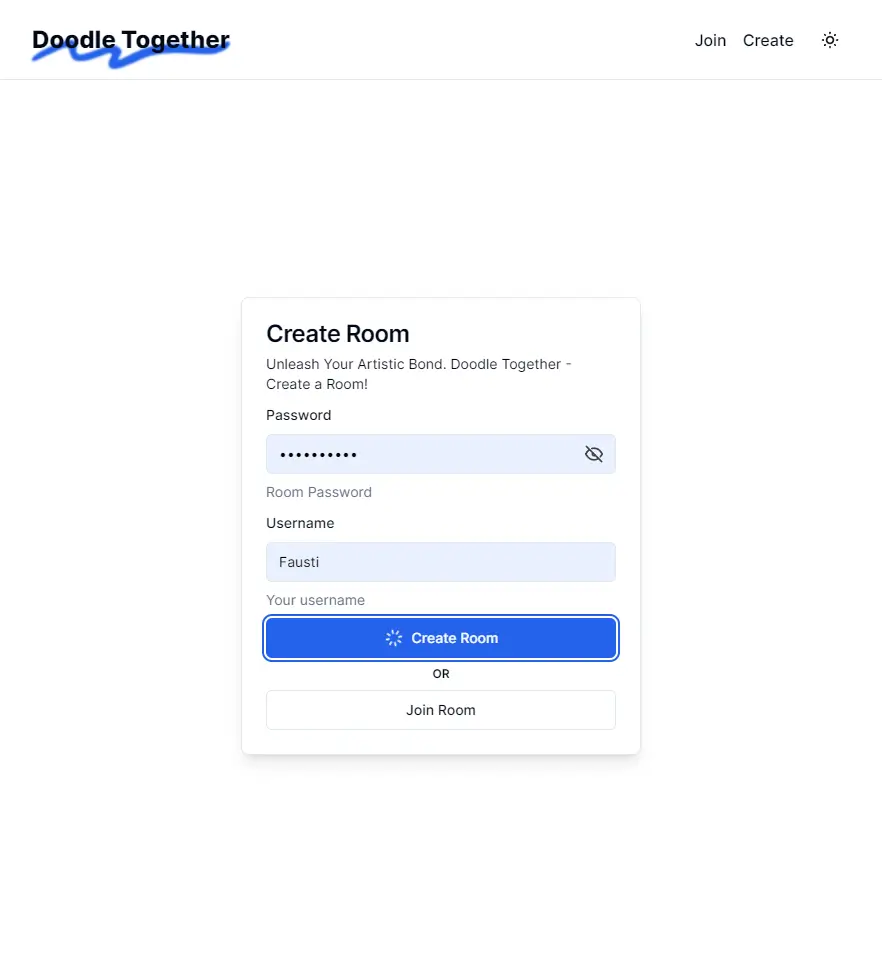 Doodle Together
Join
Create
Create Room
Unleash Your Artistic Bond. Doodle Together -
Create a Room!
Password
••••••••••
Room Password
Username
Fausti
Your username
Create Room
OR
Join Room